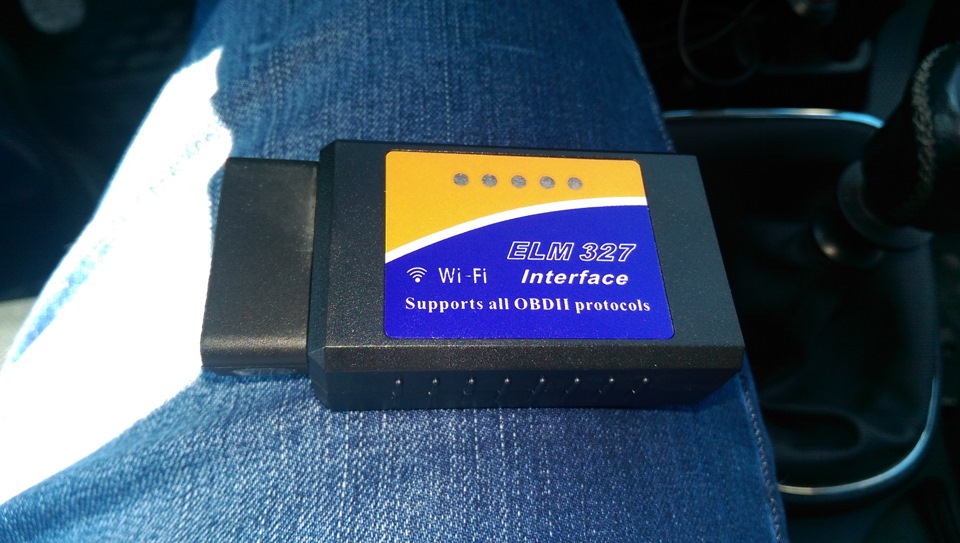 ELM 327
Wi-Fi Interface
Supports all OBDII protocols